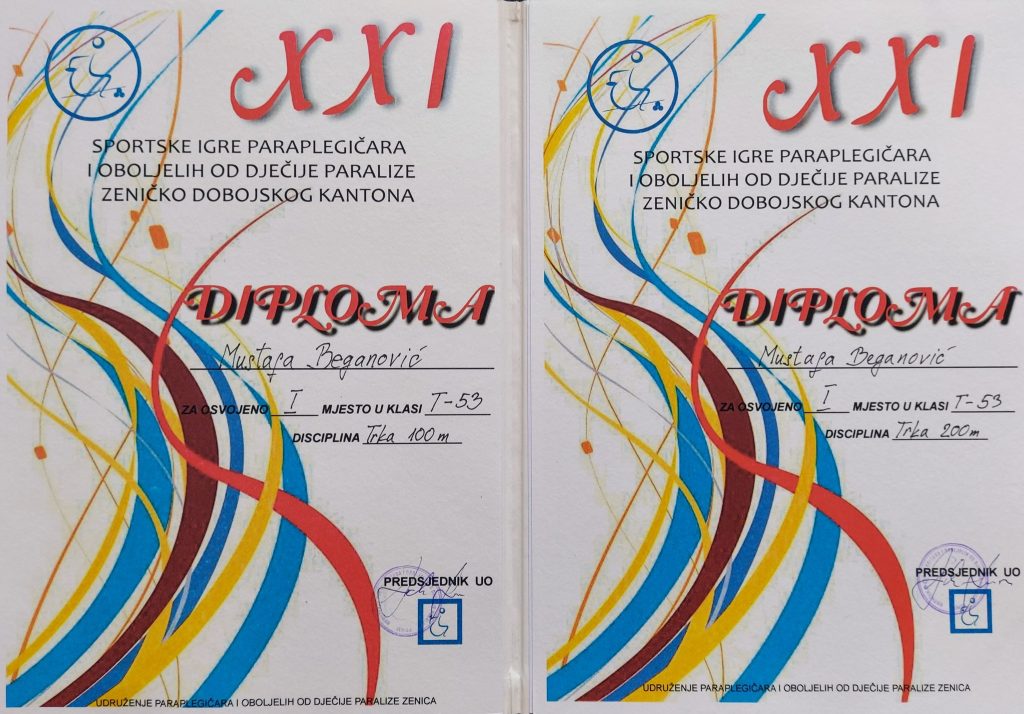 XXI
SPORTSKE IGRE PARAPLEGIČARA
I OBOLJELIH OD DJEČIJE PARALIZE
ZENIČKO DOBOJSKOG KANTONA
DIPLOMA
Mustafa Beganović
ZA OSVOJENO I MJESTO U KLASI T-53
DISCIPLINA Trka 100m
PREDSJEDNIK UO
UDRUŽENJE PARAPLEGIČARA I OBOLJELIH OD DJEČIJE PARALIZE ZENICA
XXI
SPORTSKE IGRE PARAPLEGIČARA
I OBOLJELIH OD DJEČIJE PARALIZE
ZENIČKO DOBOJSKOG KANTONA
DIPLOMA
Mustafa Beganović
ZA OSVOJENO I MJESTO U KLASI T-53
DISCIPLINA Trka 200m
PREDSJEDNIK UO
UDRUŽENJE PARAPLEGIČARA I OBOLJELIH OD DJEČIJE PARALIZE ZENICA